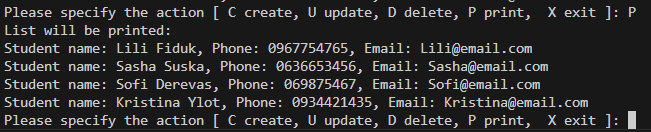 Please specify the action [ C create, U update, D delete, P print,  X exit ]: P
List will be printed:
Student name: Lili Fiduk, Phone: 0967754765, Email: Lili@email.com
Student name: Sasha Suska, Phone: 0636653456, Email: Sasha@email.com
Student name: Sofi Derevas, Phone: 069875467, Email: Sofi@email.com
Student name: Kristina Ylot, Phone: 0934421435, Email: Kristina@email.com
Please specify the action [ C create, U update, D delete, P print,  X exit ]: